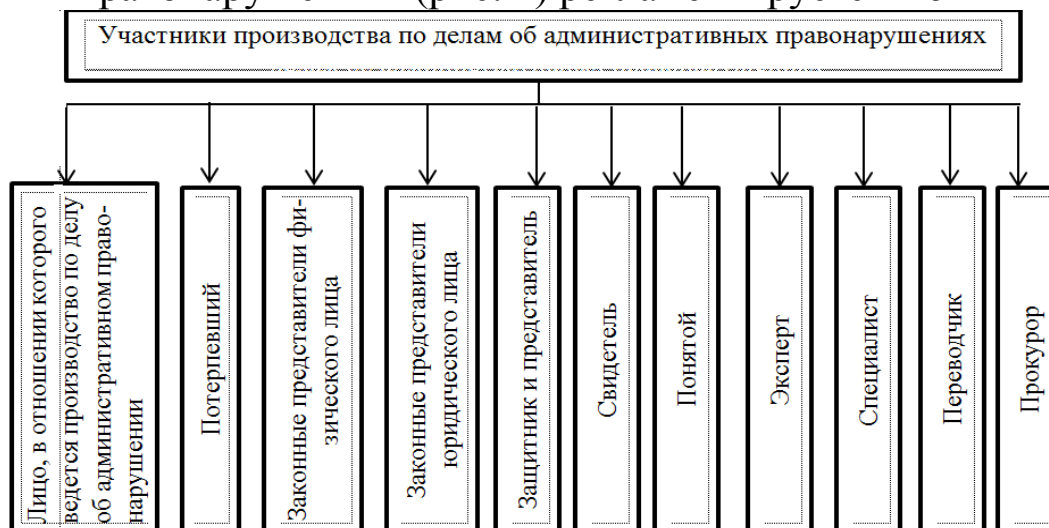 (рис.
Участники производства по делам об административных правонарушениях
Лицо, в отношении которого
ведется производство по делу
об административном право-
нарушении
Потерпевший
Законные представители фи-
зического лица
Законные представители
юридического лица
Защитник и представитель
Свидетель
Понятой
Эксперт
Специалист
Переводчик
Прокурор